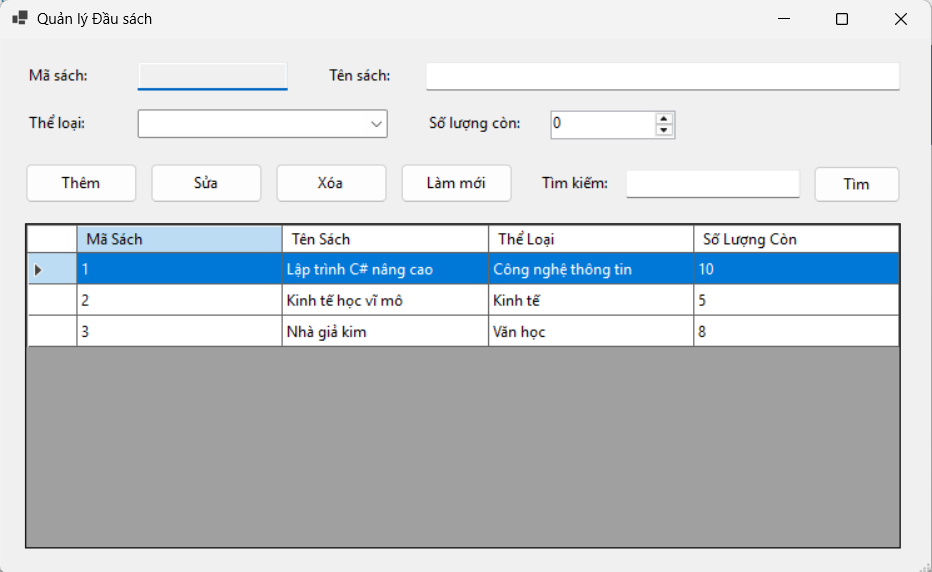 Quản lý Đầu sách
Mã sách: Tên sách:
Thể loại: Số lượng còn: 0
Thêm Sửa Xóa Làm mới Tìm kiếm: Tìm
Mã Sách Tên Sách Thể Loại Số Lượng Còn
1 Lập trình C# nâng cao Công nghệ thông tin 10
2 Kinh tế học vĩ mô Kinh tế 5
3 Nhà giả kim Văn học 8